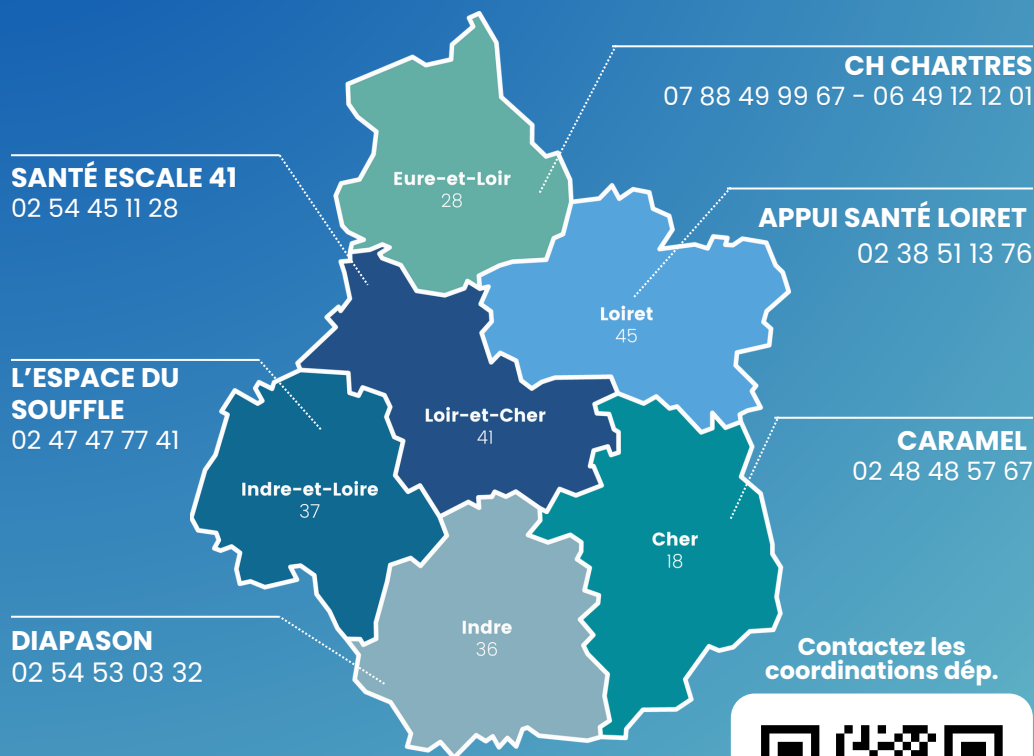 CH CHARTRES
07 88 49 99 67 - 06 49 12 12 01
SANTÉ ESCALE 41
02 54 45 11 28
Eure-et-Loir
28
APPUI SANTÉ LOIRET
02 38 51 13 76
Loiret
45
L'ESPACE DU
SOUFFLE
02 47 47 77 41
Loir-et-Cher
41
CARAMEL
02 48 48 57 67
Indre-et-Loire
37
Cher
18
DIAPASON
02 54 53 03 32
Indre
36
Contactez les
coordinations dép.